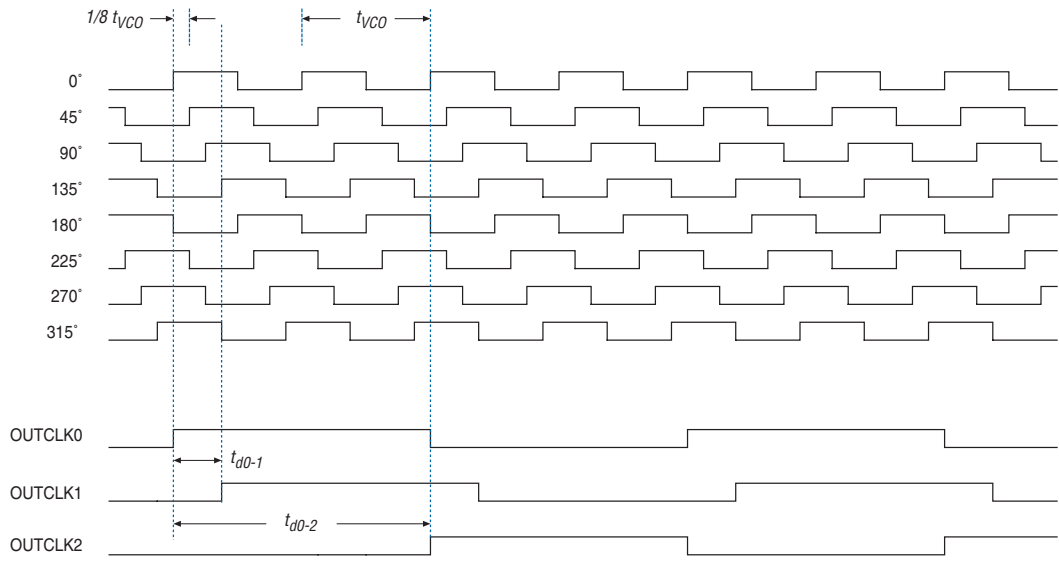 1/8 tVCO
tVCO
0˚
45˚
90˚
135˚
180˚
225˚
270˚
315˚
OUTCLK0
td0-1
OUTCLK1
td0-2
OUTCLK2